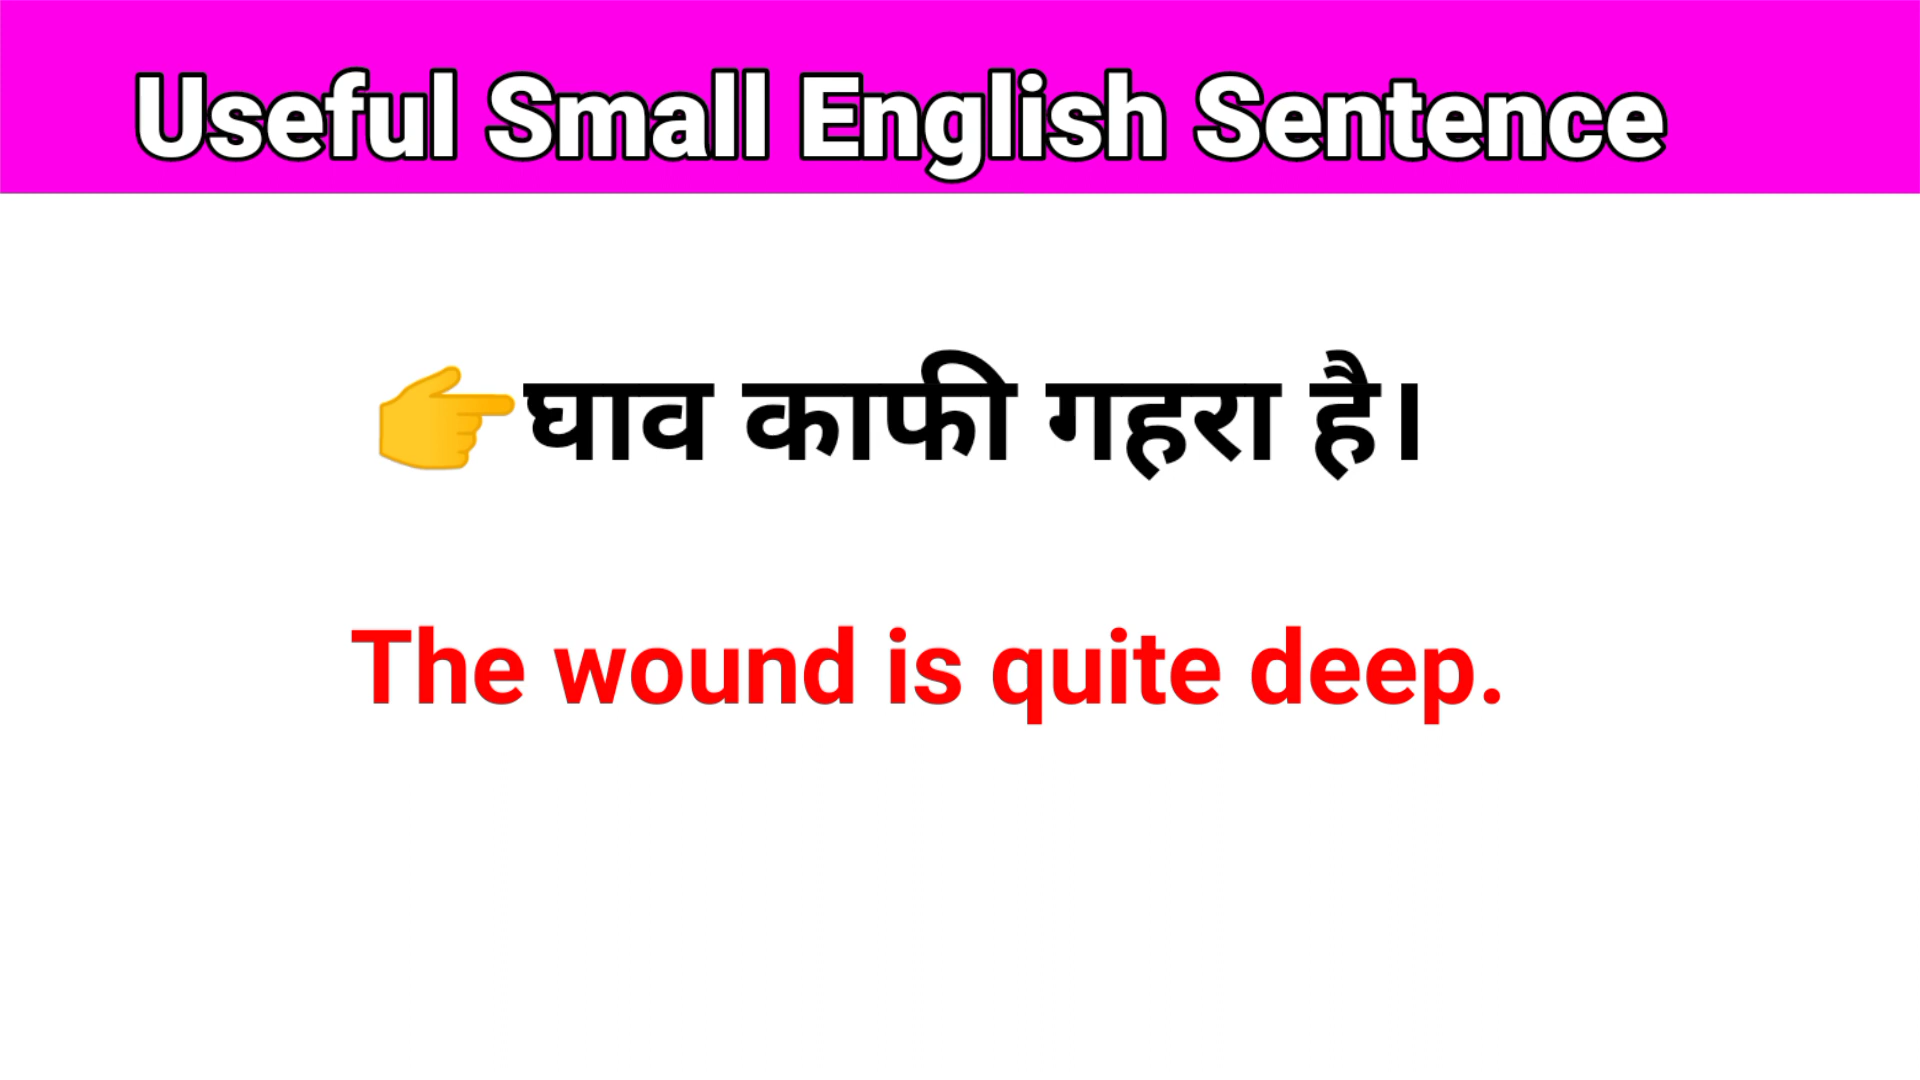 Useful Small English Sentence
👉घाव काफी गहरा है।
The wound is quite deep.